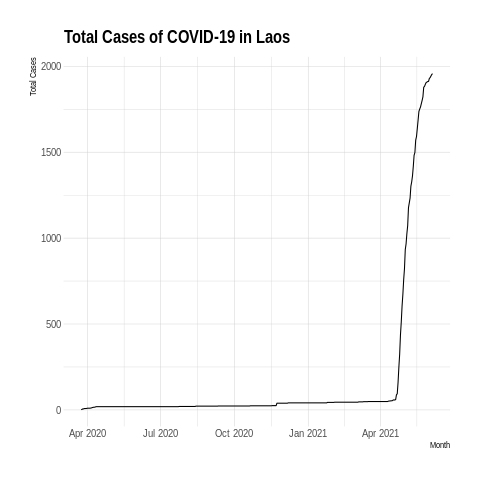 Total Cases of COVID-19 in Laos
Total Cases
2000
1500
1000
500
0
Apr 2020 Jul 2020 Oct 2020 Jan 2021 Apr 2021
Month